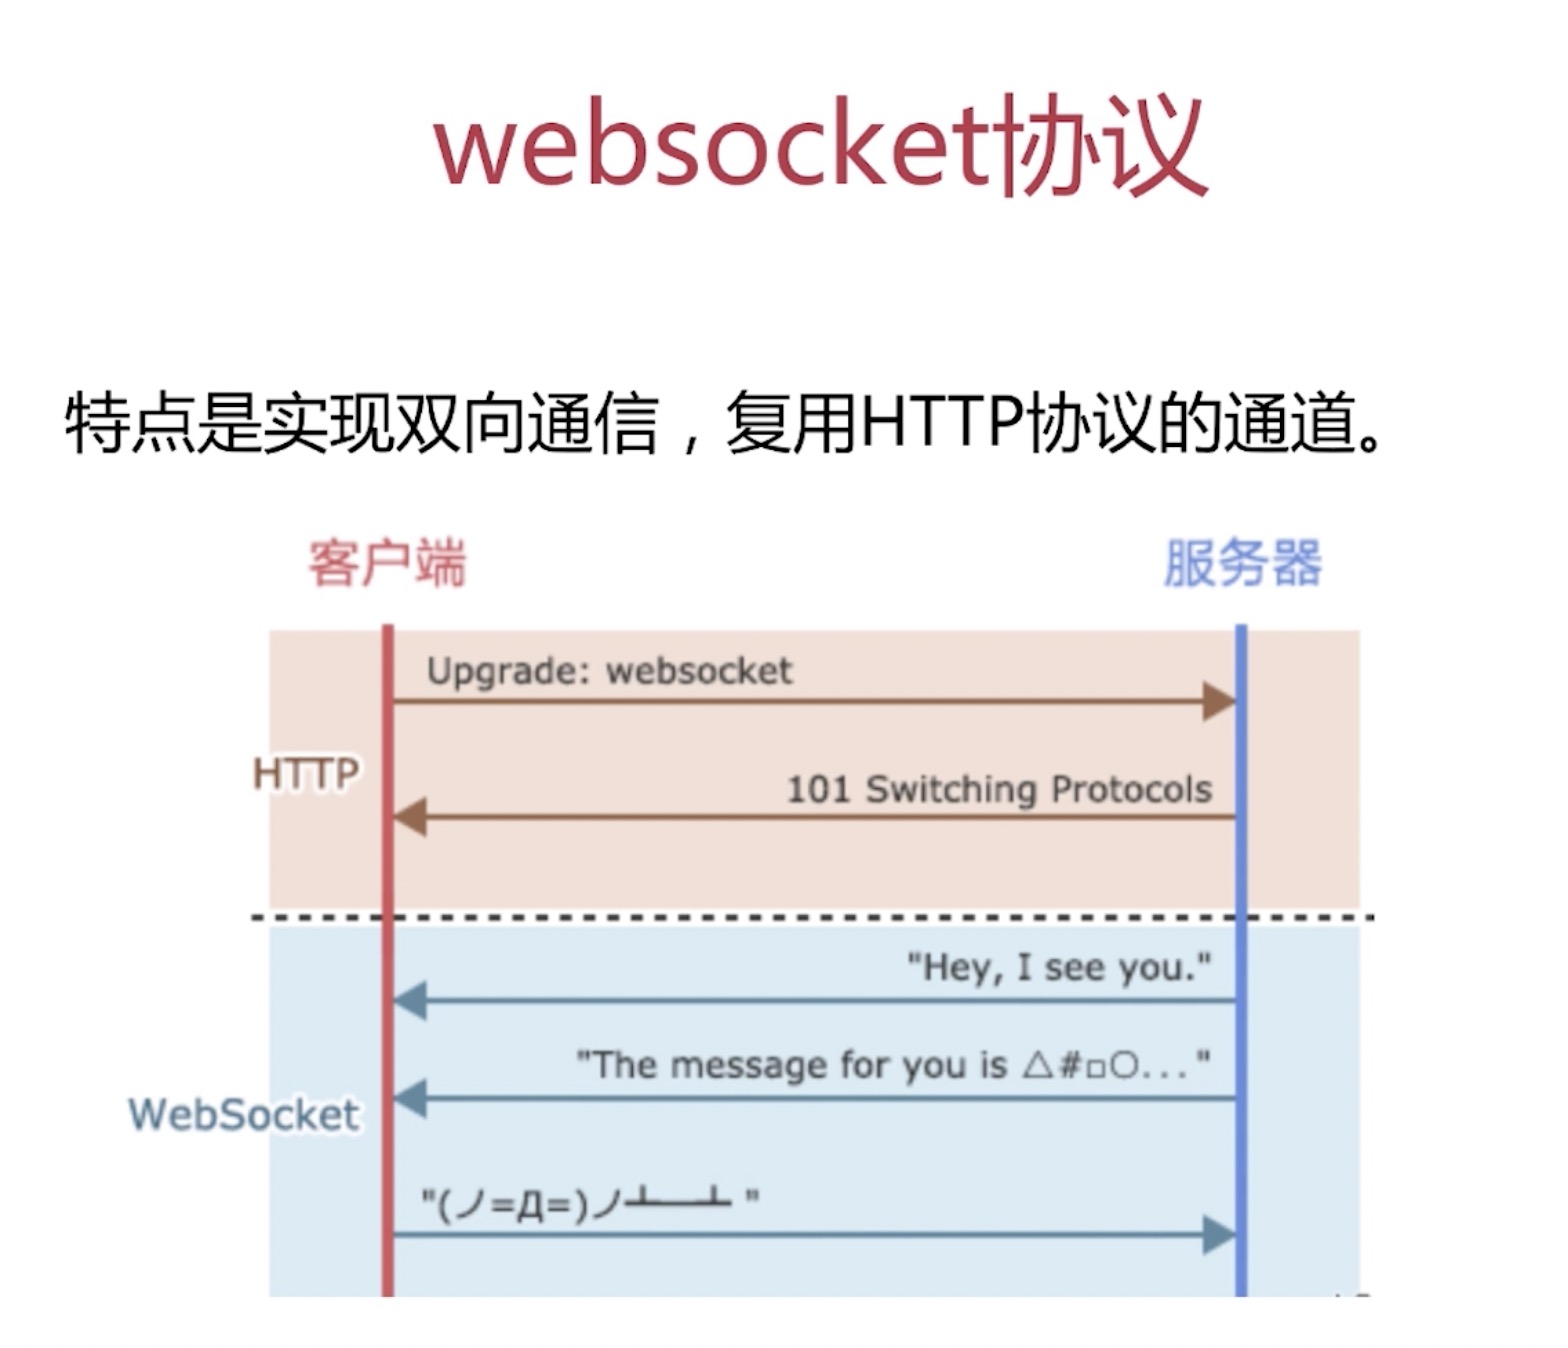 websocket协议
特点是实现双向通信，复用HTTP协议的通道。
客户端 服务器
Upgrade: websocket
HTTP
101 Switching Protocols
"Hey, I see you."
"The message for you is △#□○..."
WebSocket
"(ノ=Д=)ノ┻━┻ "